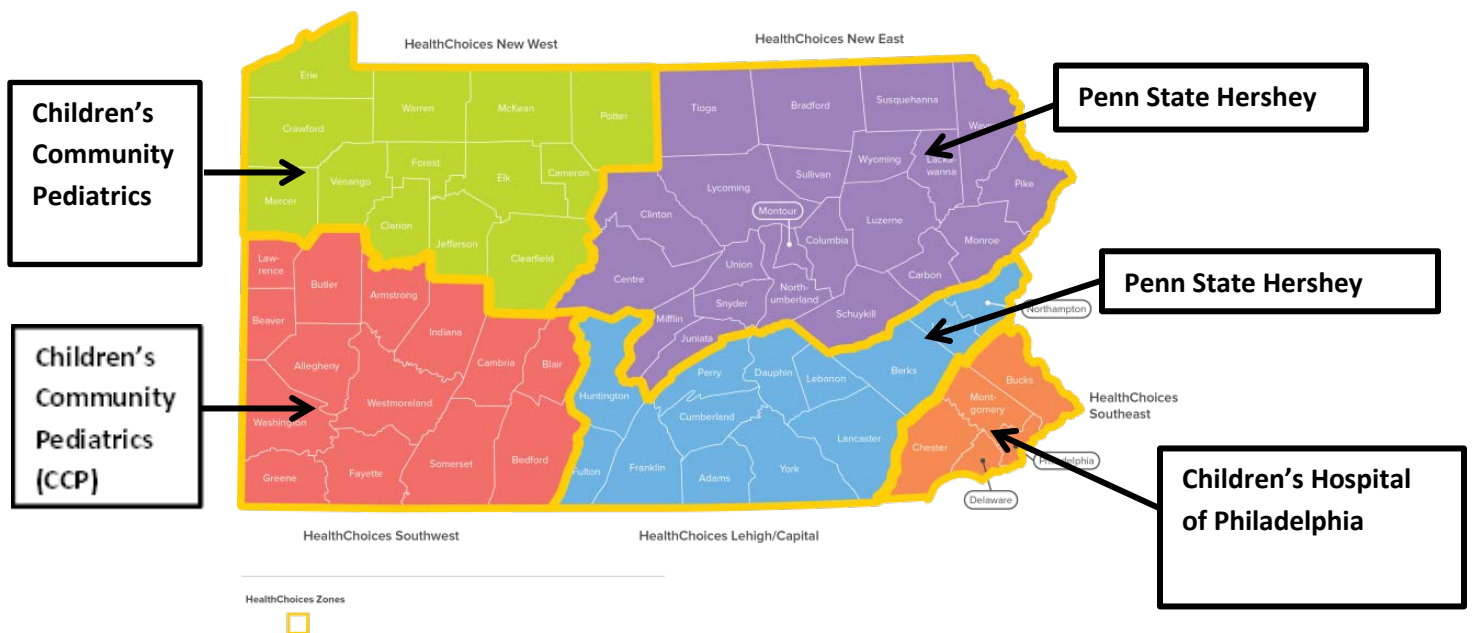 HealthChoices New West
HealthChoices New East
Children's
Community
Pediatrics
Penn State Hershey
Erie
Crawford
Mercer
Warren
McKean
Potter
Venango
Forest
Elk
Cameron
Clarion
Jefferson
Clearfield
Tioga
Bradford
Susquehanna
Wyoming
Lacka-
wanna
Sullivan
Lycoming
Pike
Clinton
Montour
Luzerne
Columbia
Monroe
Centre
Union
Carbon
Snyder
North-
umberland
Schuykill
Mifflin
Juniata
Penn State Hershey
Northampton
Children's
Community
Pediatrics
(CCP)
Law-
rence
Butler
Armstrong
Beaver
Indiana
Allegheny
Cambria
Blair
Westmoreland
Washington
Greene
Fayette
Somerset
Bedford
Huntington
Perry
Dauphin
Lebanon
Berks
Cumberland
Lancaster
Fulton
Franklin
Adams
York
Bucks
Mont-
gomery
Chester
Philadelphia
Delaware
HealthChoices
Southeast
Children's Hospital
of Philadelphia
HealthChoices Southwest
HealthChoices Lehigh/Capital
HealthChoices Zones